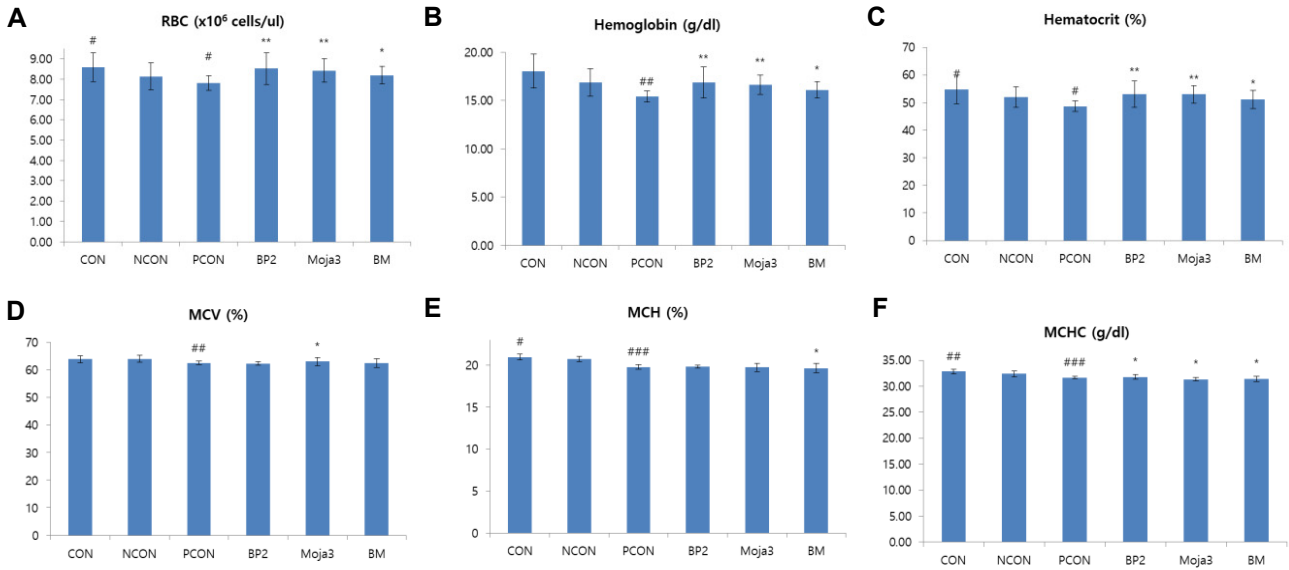 A
RBC (x10⁶ cells/ul)
# # ** ** *
9.00
8.00
7.00
6.00
5.00
4.00
3.00
2.00
1.00
0.00
CON NCON PCON BP2 Moja3 BM
B
Hemoglobin (g/dl)
## ** ** *
20.00
15.00
10.00
5.00
0.00
CON NCON PCON BP2 Moja3 BM
C
Hematocrit (%)
# # ** ** *
70
60
50
40
30
20
10
0
CON NCON PCON BP2 Moja3 BM
D
MCV (%)
## *
70
60
50
40
30
20
10
0
CON NCON PCON BP2 Moja3 BM
E
MCH (%)
# ### *
20
15
10
5
0
CON NCON PCON BP2 Moja3 BM
F
MCHC (g/dl)
## ### * * *
35.00
30.00
25.00
20.00
15.00
10.00
5.00
0.00
CON NCON PCON BP2 Moja3 BM